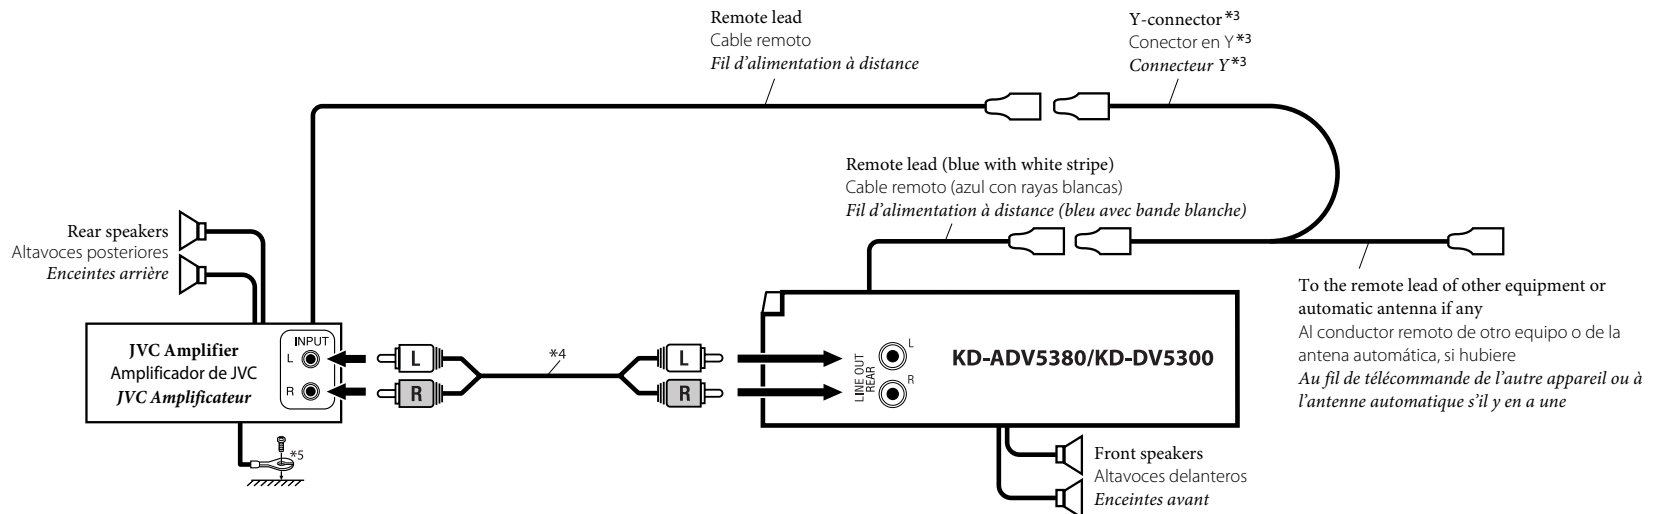 Remote lead
Cable remoto
Fil d'alimentation à distance
Y-connector *3
Conector en Y *3
Connecteur Y *3
Remote lead (blue with white stripe)
Cable remoto (azul con rayas blancas)
Fil d'alimentation à distance (bleu avec bande blanche)
Rear speakers
Altavoces posteriores
Enceintes arrière
To the remote lead of other equipment or
automatic antenna if any
Al conductor remoto de otro equipo o de la
antena automática, si hubiere
Au fil de télécommande de l'autre appareil ou à
l'antenne automatique s'il y en a une
JVC Amplifier
Amplificador de JVC
JVC Amplificateur
INPUT
L
R
L
R
*4
L
R
LINE OUT
REAR
L
R
KD-ADV5380/KD-DV5300
*5
Front speakers
Altavoces delanteros
Enceintes avant